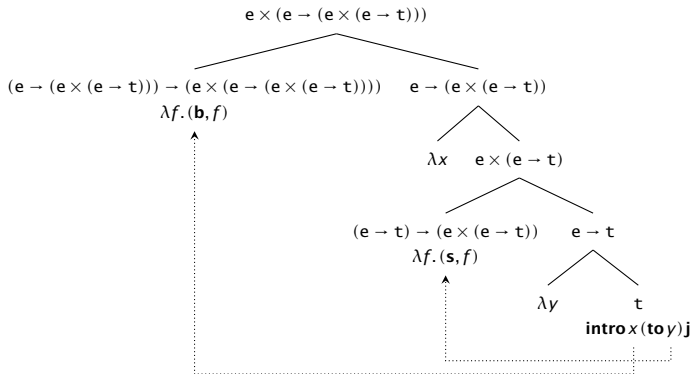 e × (e → (e × (e → t)))
(e → (e × (e → t))) → (e × (e → (e × (e → t)))) e → (e × (e → t))
λf. (b, f)
λx e × (e → t)
(e → t) → (e × (e → t)) e → t
λf. (s, f)
λy t
intro x (to y) j